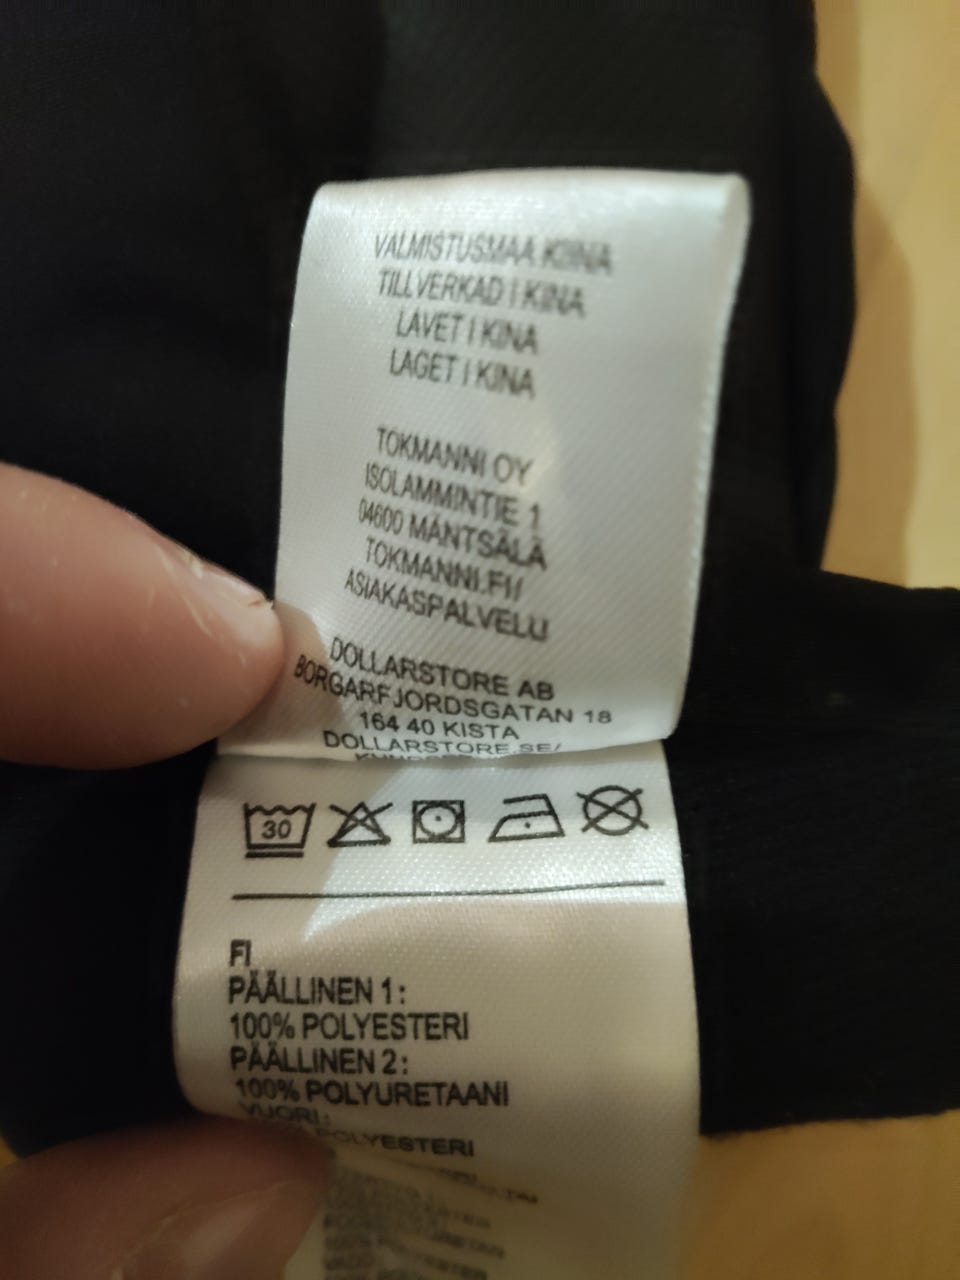 VALMISTUSMAA KIINA
TILLVERKAD I KINA
LAVET I KINA
LAGET I KINA
TOKMANNI OY
ISOLAMMINTIE 1
04600 MÄNTSÄLÄ
TOKMANNI.FI/
ASIAKASPALVELU
DOLLARSTORE AB
BORGARFJORDSGATAN 18
164 40 KISTA
DOLLARSTORE.SE/
30
FI
PÄÄLLINEN 1:
100% POLYESTERI
PÄÄLLINEN 2:
100% POLYURETAANI
VUORI:
POLYESTERI